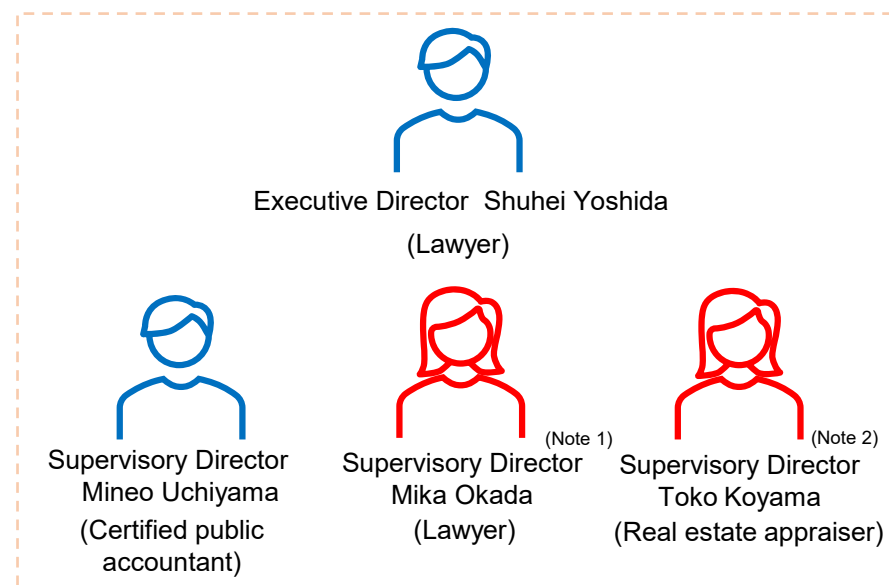 Executive Director  Shuhei Yoshida
(Lawyer)
Supervisory Director
Mineo Uchiyama
(Certified public
accountant)
(Note 1)
Supervisory Director
Mika Okada
(Lawyer)
(Note 2)
Supervisory Director
Toko Koyama
(Real estate appraiser)